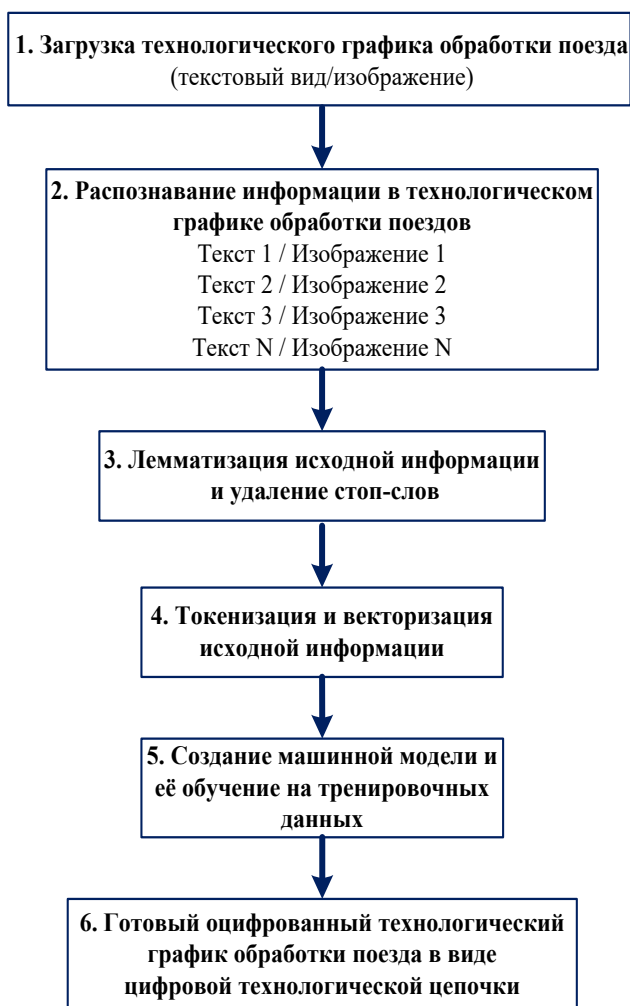 1. Загрузка технологического графика обработки поезда
(текстовый вид/изображение)
2. Распознавание информации в технологическом
графике обработки поездов
Текст 1 / Изображение 1
Текст 2 / Изображение 2
Текст 3 / Изображение 3
Текст N / Изображение N
3. Лемматизация исходной информации
и удаление стоп-слов
4. Токенизация и векторизация
исходной информации
5. Создание машинной модели и
её обучение на тренировочных
данных
6. Готовый оцифрованный технологический
график обработки поезда в виде
цифровой технологической цепочки